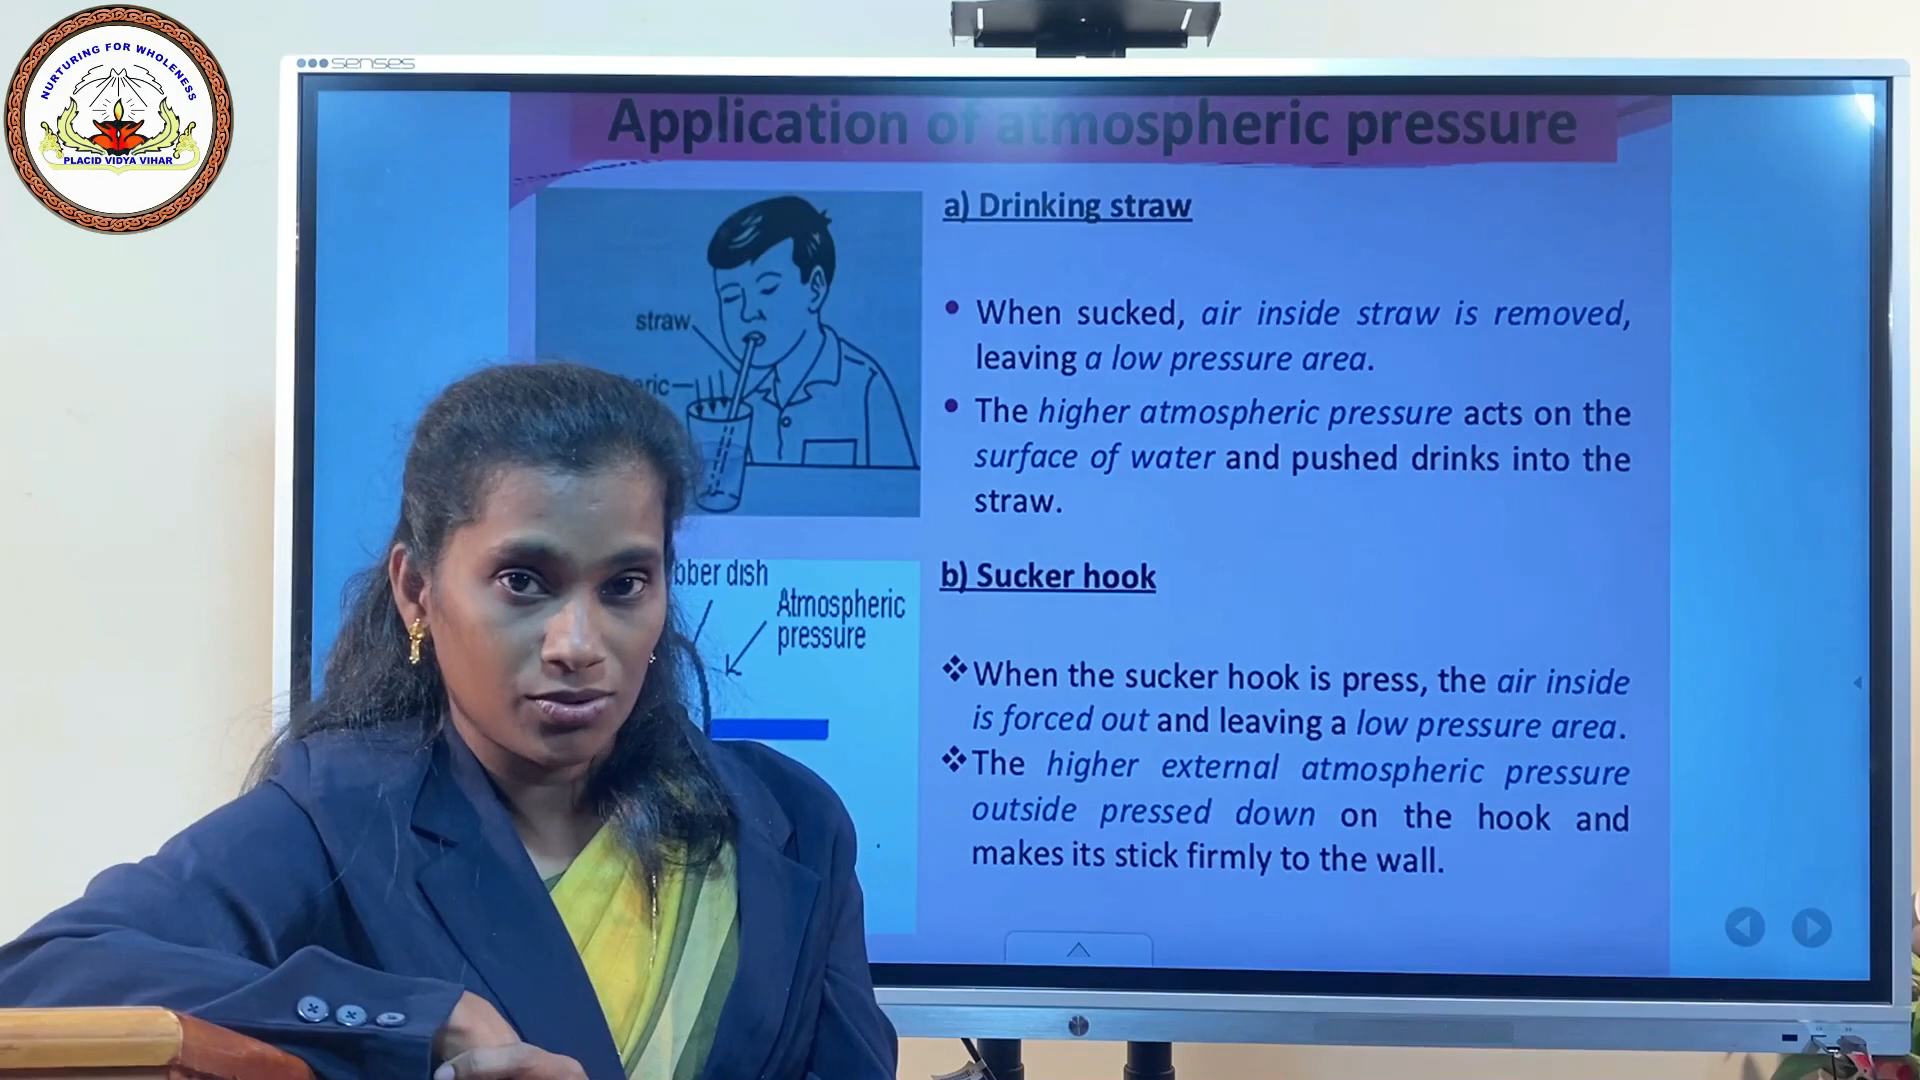 NURTURING FOR WHOLENESS
PLACID VIDYA VIHAR
senses
Application of atmospheric pressure
a) Drinking straw
straw
When sucked, air inside straw is removed,
leaving a low pressure area.
The higher atmospheric pressure acts on the
surface of water and pushed drinks into the
straw.
dish
Atmospheric
pressure
b) Sucker hook
When the sucker hook is press, the air inside
is forced out and leaving a low pressure area.
The higher external atmospheric pressure
outside pressed down on the hook and
makes its stick firmly to the wall.